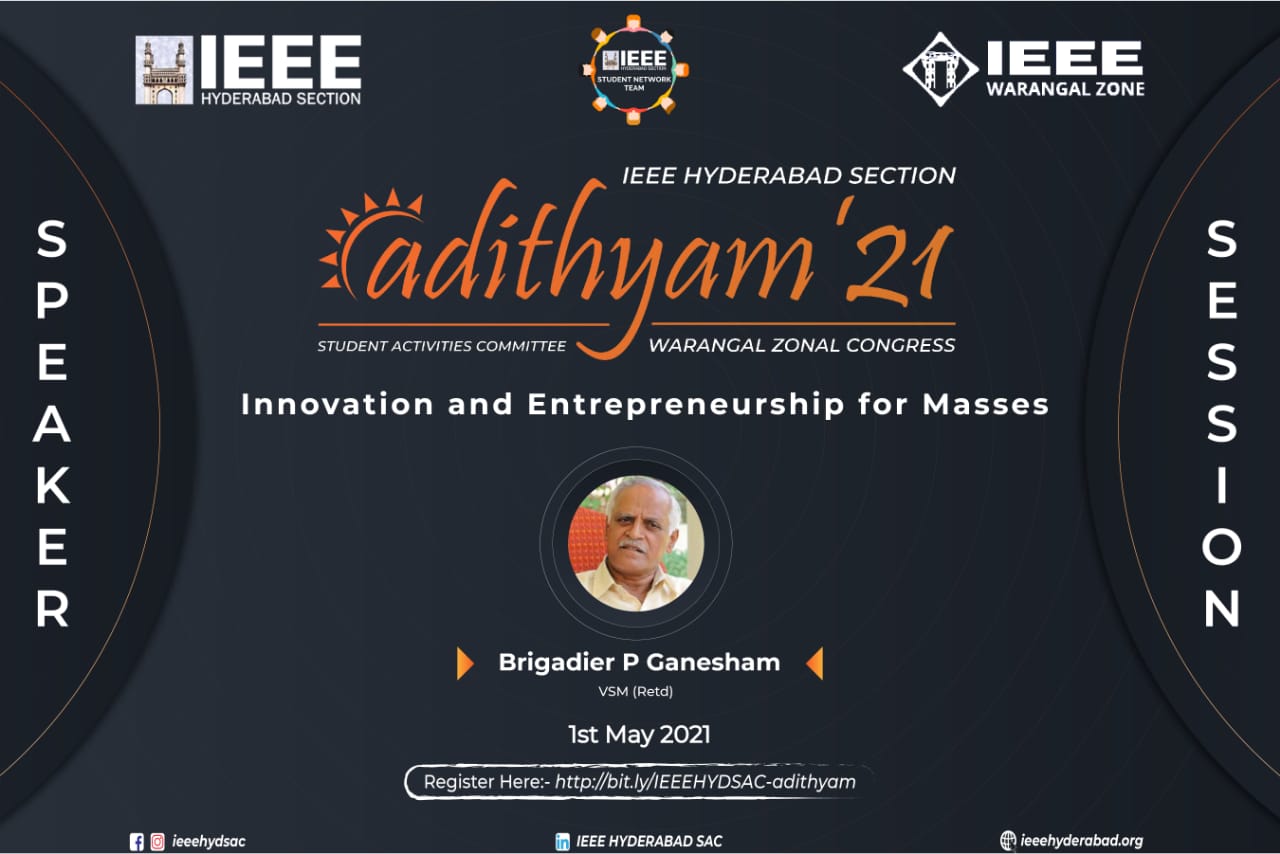 IEEE
HYDERABAD SECTION
IEEE
HYDERABAD SECTION
STUDENT NETWORK
TEAM
IEEE
WARANGAL ZONE
IEEE HYDERABAD SECTION
adithyam'21
STUDENT ACTIVITIES COMMITTEE
WARANGAL ZONAL CONGRESS
SPEAKER
SESSION
Innovation and Entrepreneurship for Masses
Brigadier P Ganesham
VSM (Retd)
1st May 2021
Register Here:- http://bit.ly/IEEEHYDSAC-adithyam
ieeehydsac
IEEE HYDERABAD SAC
ieeehyderabad.org